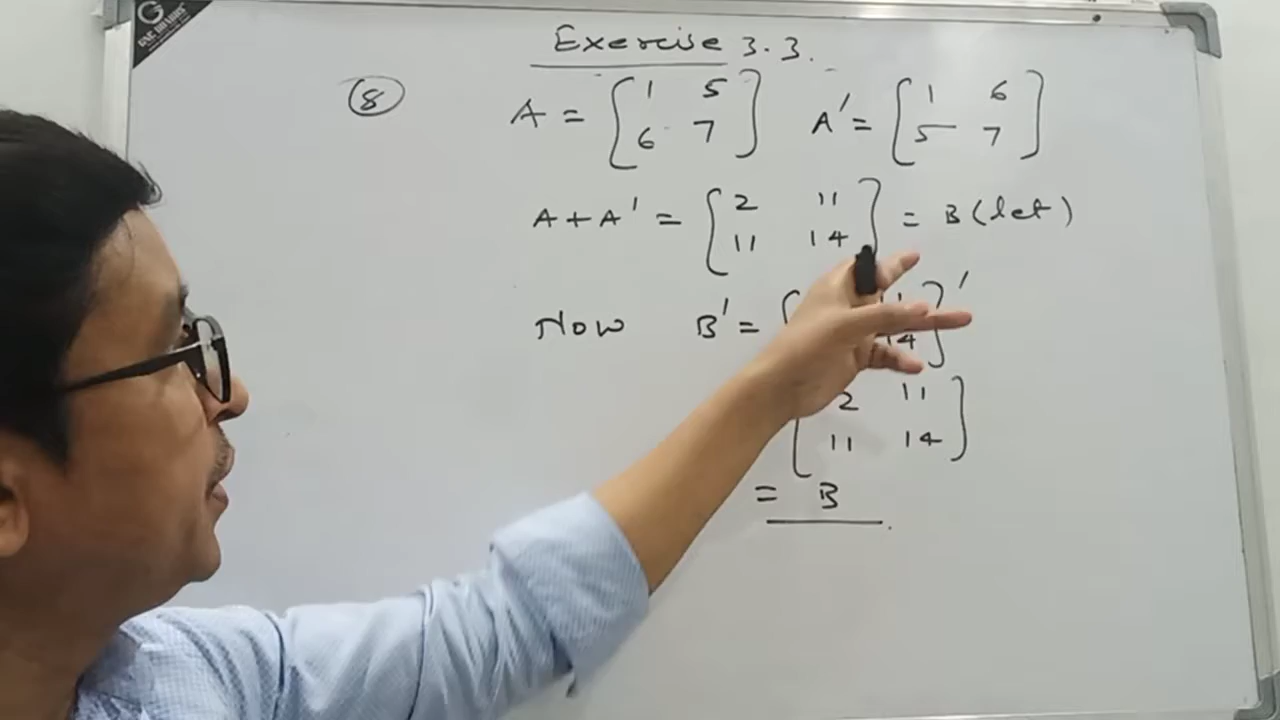 Exercise 3.3.
(8) A = [1 5 A' = [1 6
6 7] 5 7]
A + A' = [2 11 = B (let)
11 14]
Now B' = [ ]'
[2 11
11 14]
= B